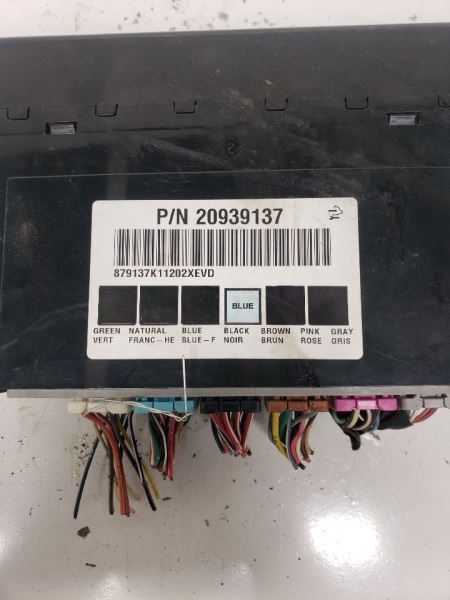 P/N 20939137
879137K11202XEVD
BLUE
GREEN NATURAL BLUE BLACK BROWN PINK GRAY
VERT FRANC-HE BLUE-F NOIR BRUN ROSE GRIS